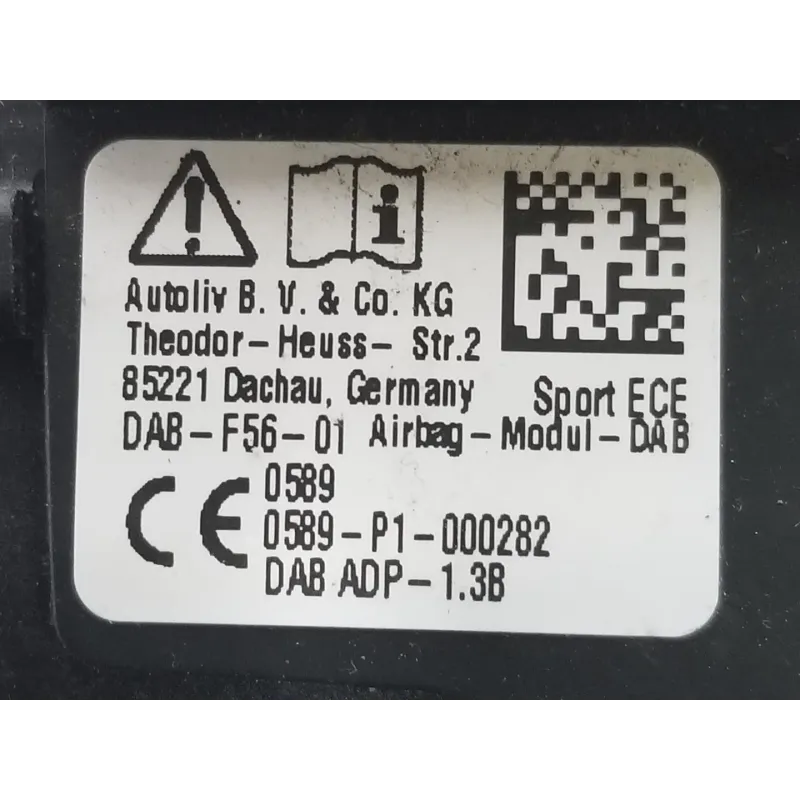 Autoliv B. V. & Co. KG
Theodor-Heuss- Str.2
85221 Dachau, Germany
Sport ECE
DAB-F56-01 Airbag-Modul-DAB
CE 0589
0589-P1-000282
DAB ADP-1.3B